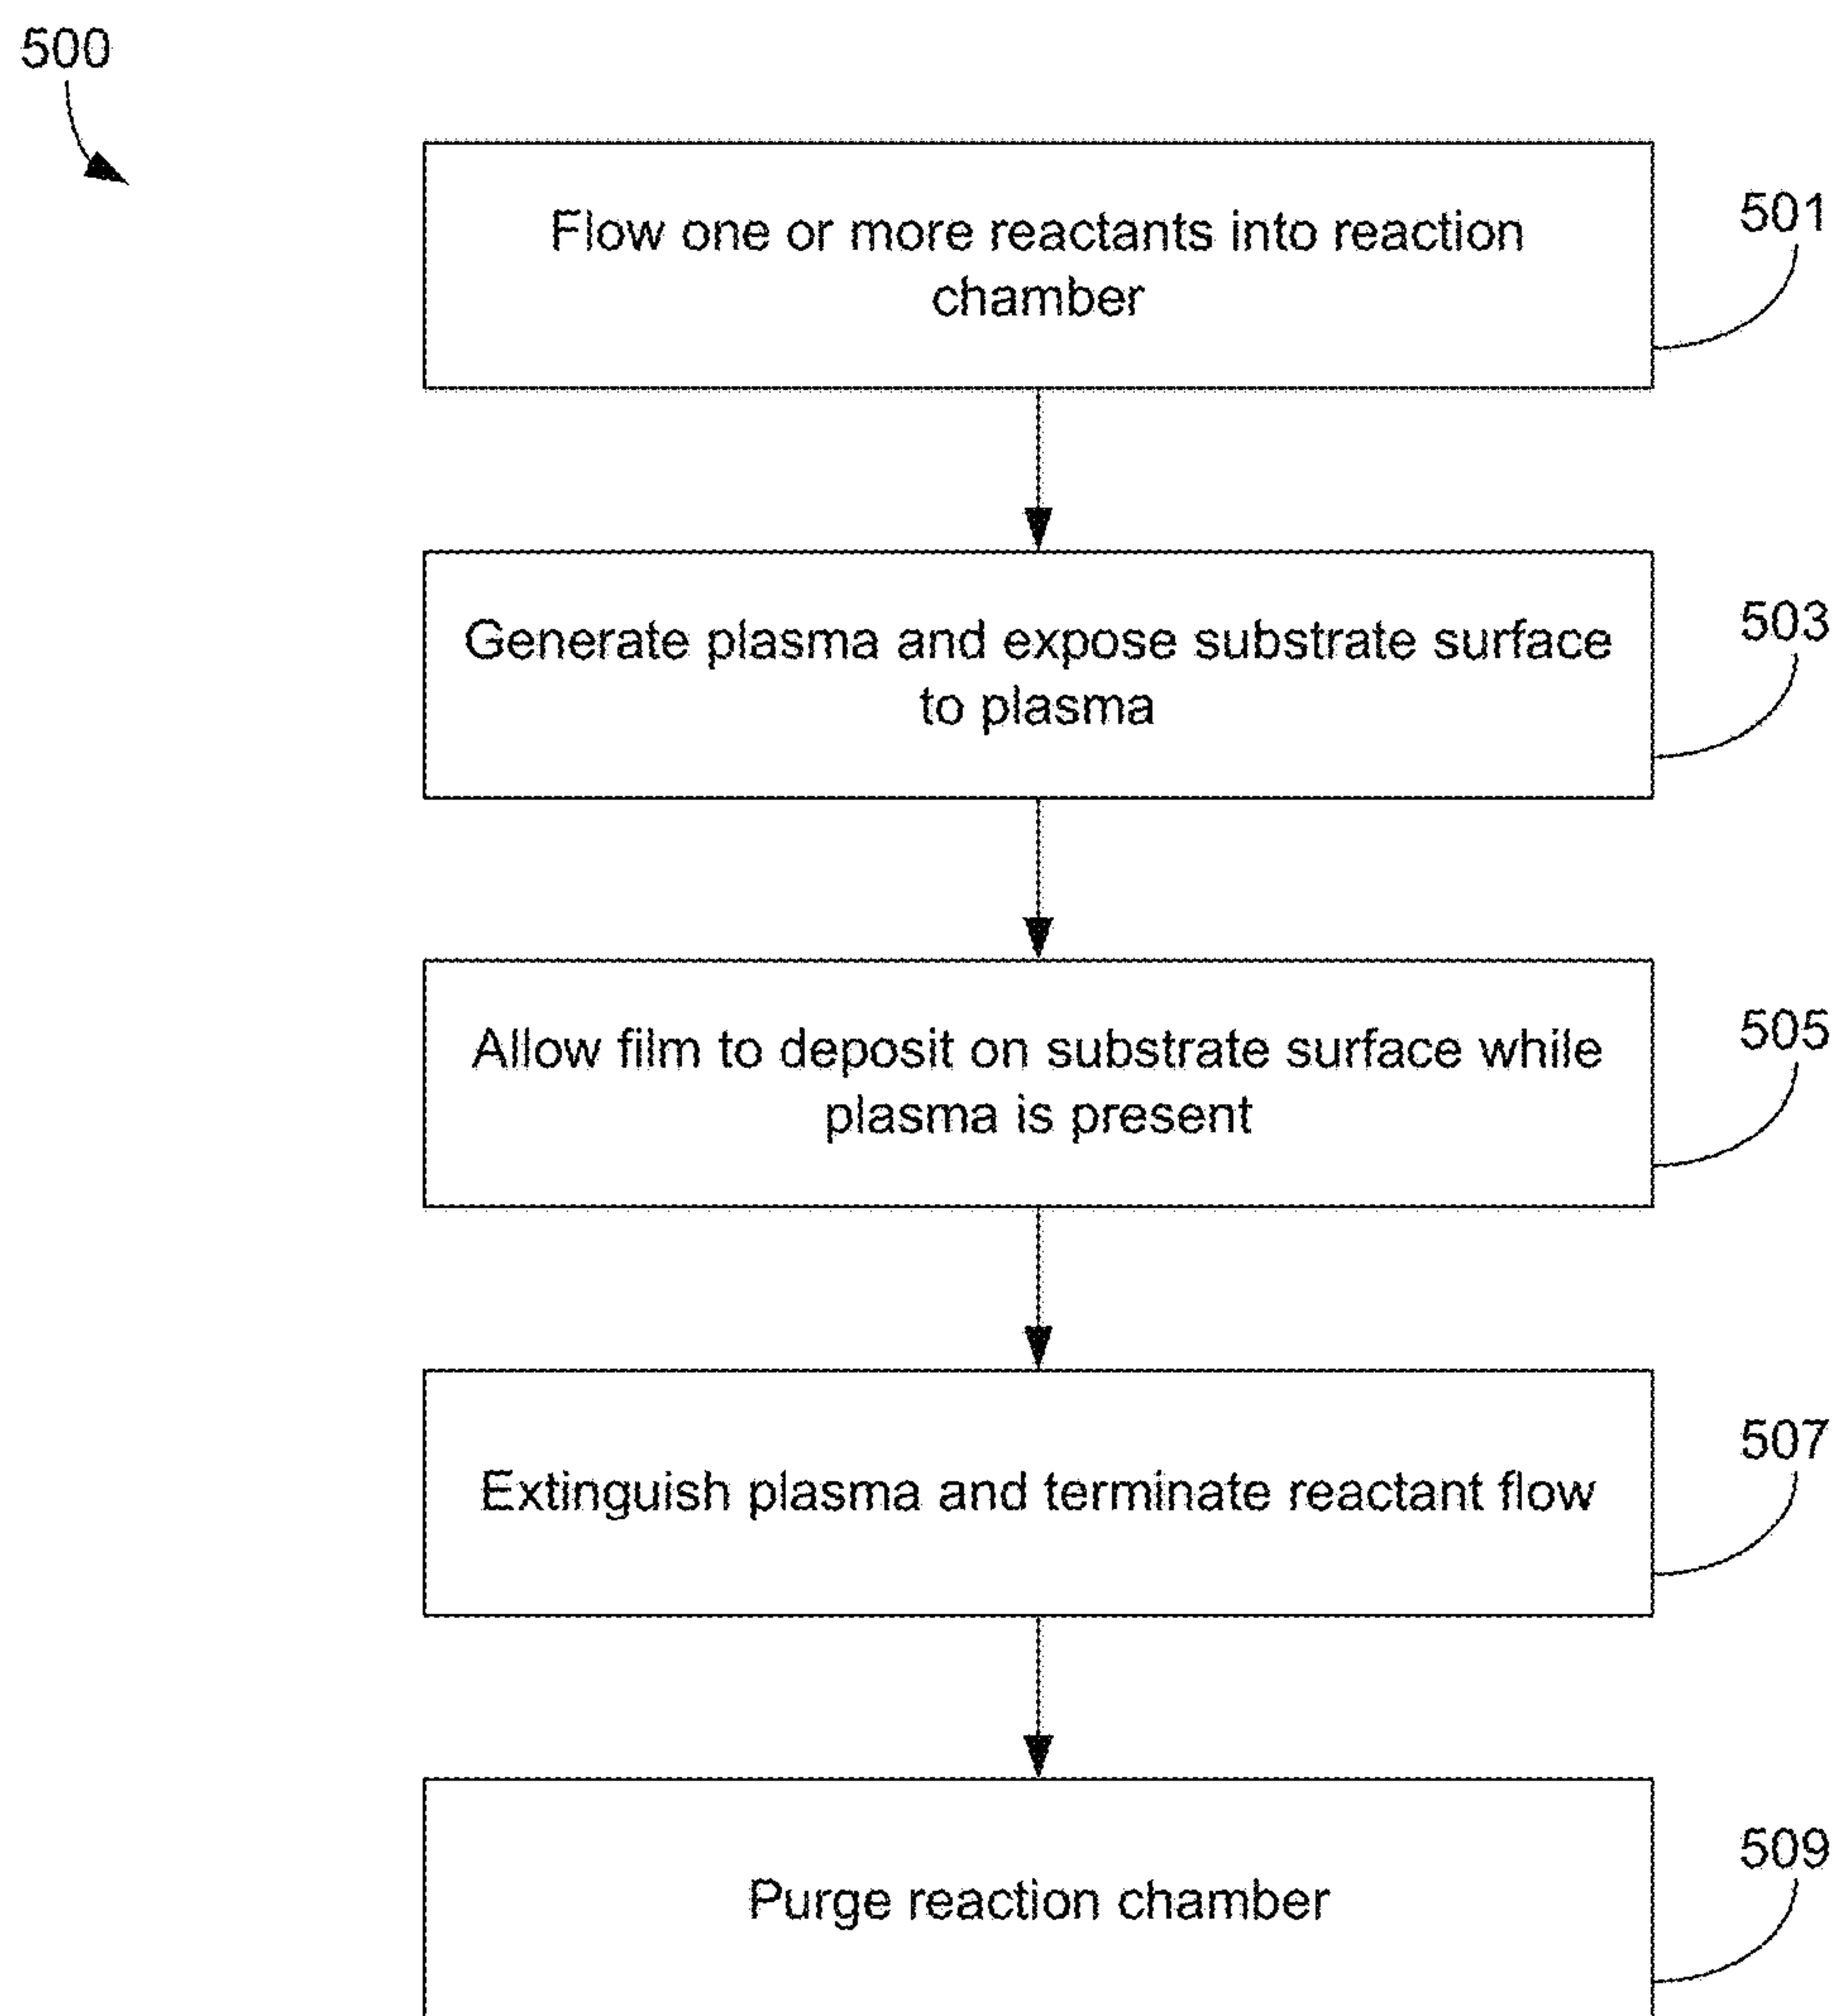 500
Flow one or more reactants into reaction
chamber
501
Generate plasma and expose substrate surface
to plasma
503
Allow film to deposit on substrate surface while
plasma is present
505
Extinguish plasma and terminate reactant flow
507
Purge reaction chamber
509